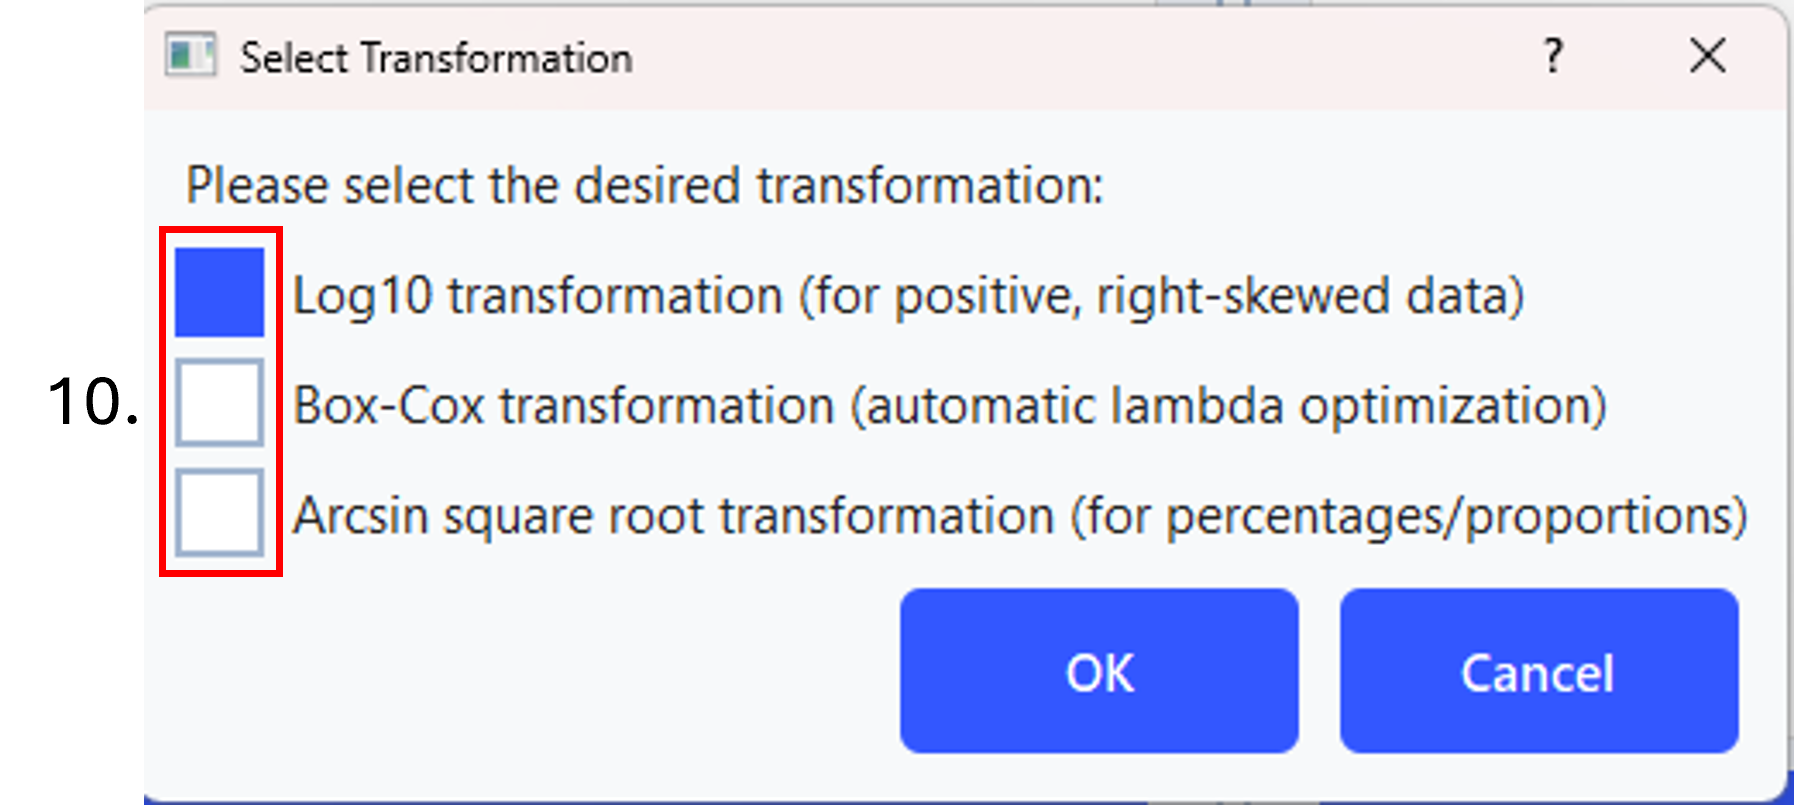 Select Transformation ?
Please select the desired transformation:
Log10 transformation (for positive, right-skewed data)
10.
Box-Cox transformation (automatic lambda optimization)
Arcsin square root transformation (for percentages/proportions)
OK Cancel